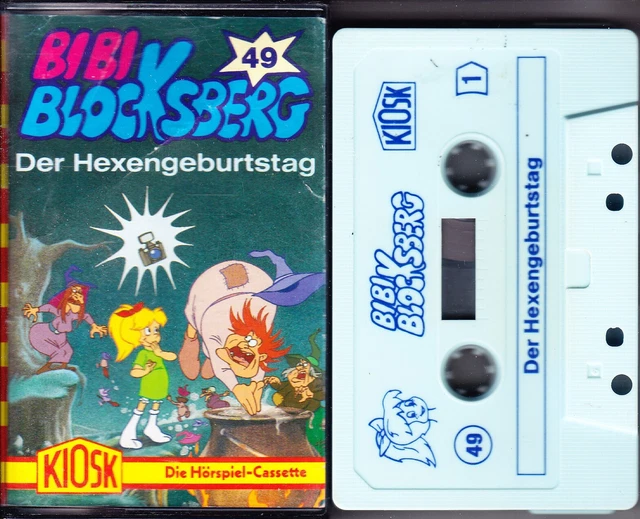 BIBI
BLOCKSBERG
49
Der Hexengeburtstag
KIOSK
Die Hörspiel-Cassette
KIOSK
1
BIBI
BLOCKSBERG
Der Hexengeburtstag
49